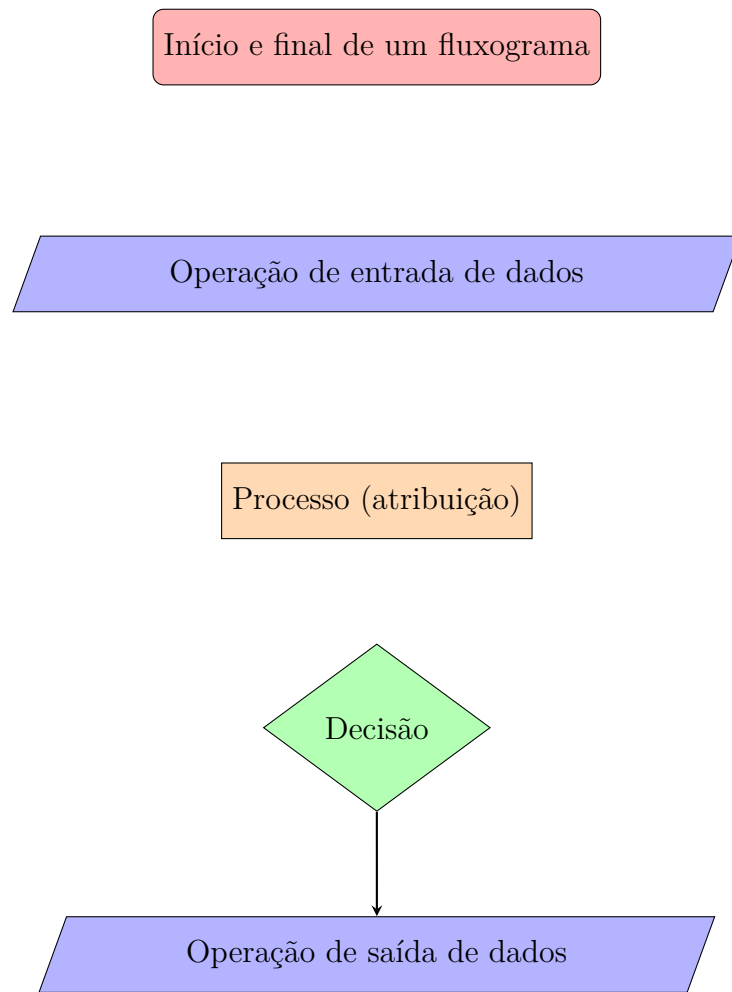 Início e final de um fluxograma
Operação de entrada de dados
Processo (atribuição)
Decisão
Operação de saída de dados